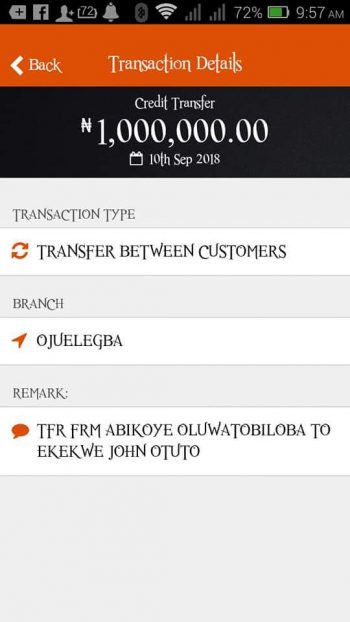 (72) 72% 9:57 AM
Back Transaction Details
Credit Transfer
₦1,000,000.00
10th Sep 2018
TRANSACTION TYPE
TRANSFER BETWEEN CUSTOMERS
BRANCH
OJUELEGBA
REMARK:
TFR FRM ABIKOYE OLUWATOBILOBA TO
EKEKWE JOHN OTUTO